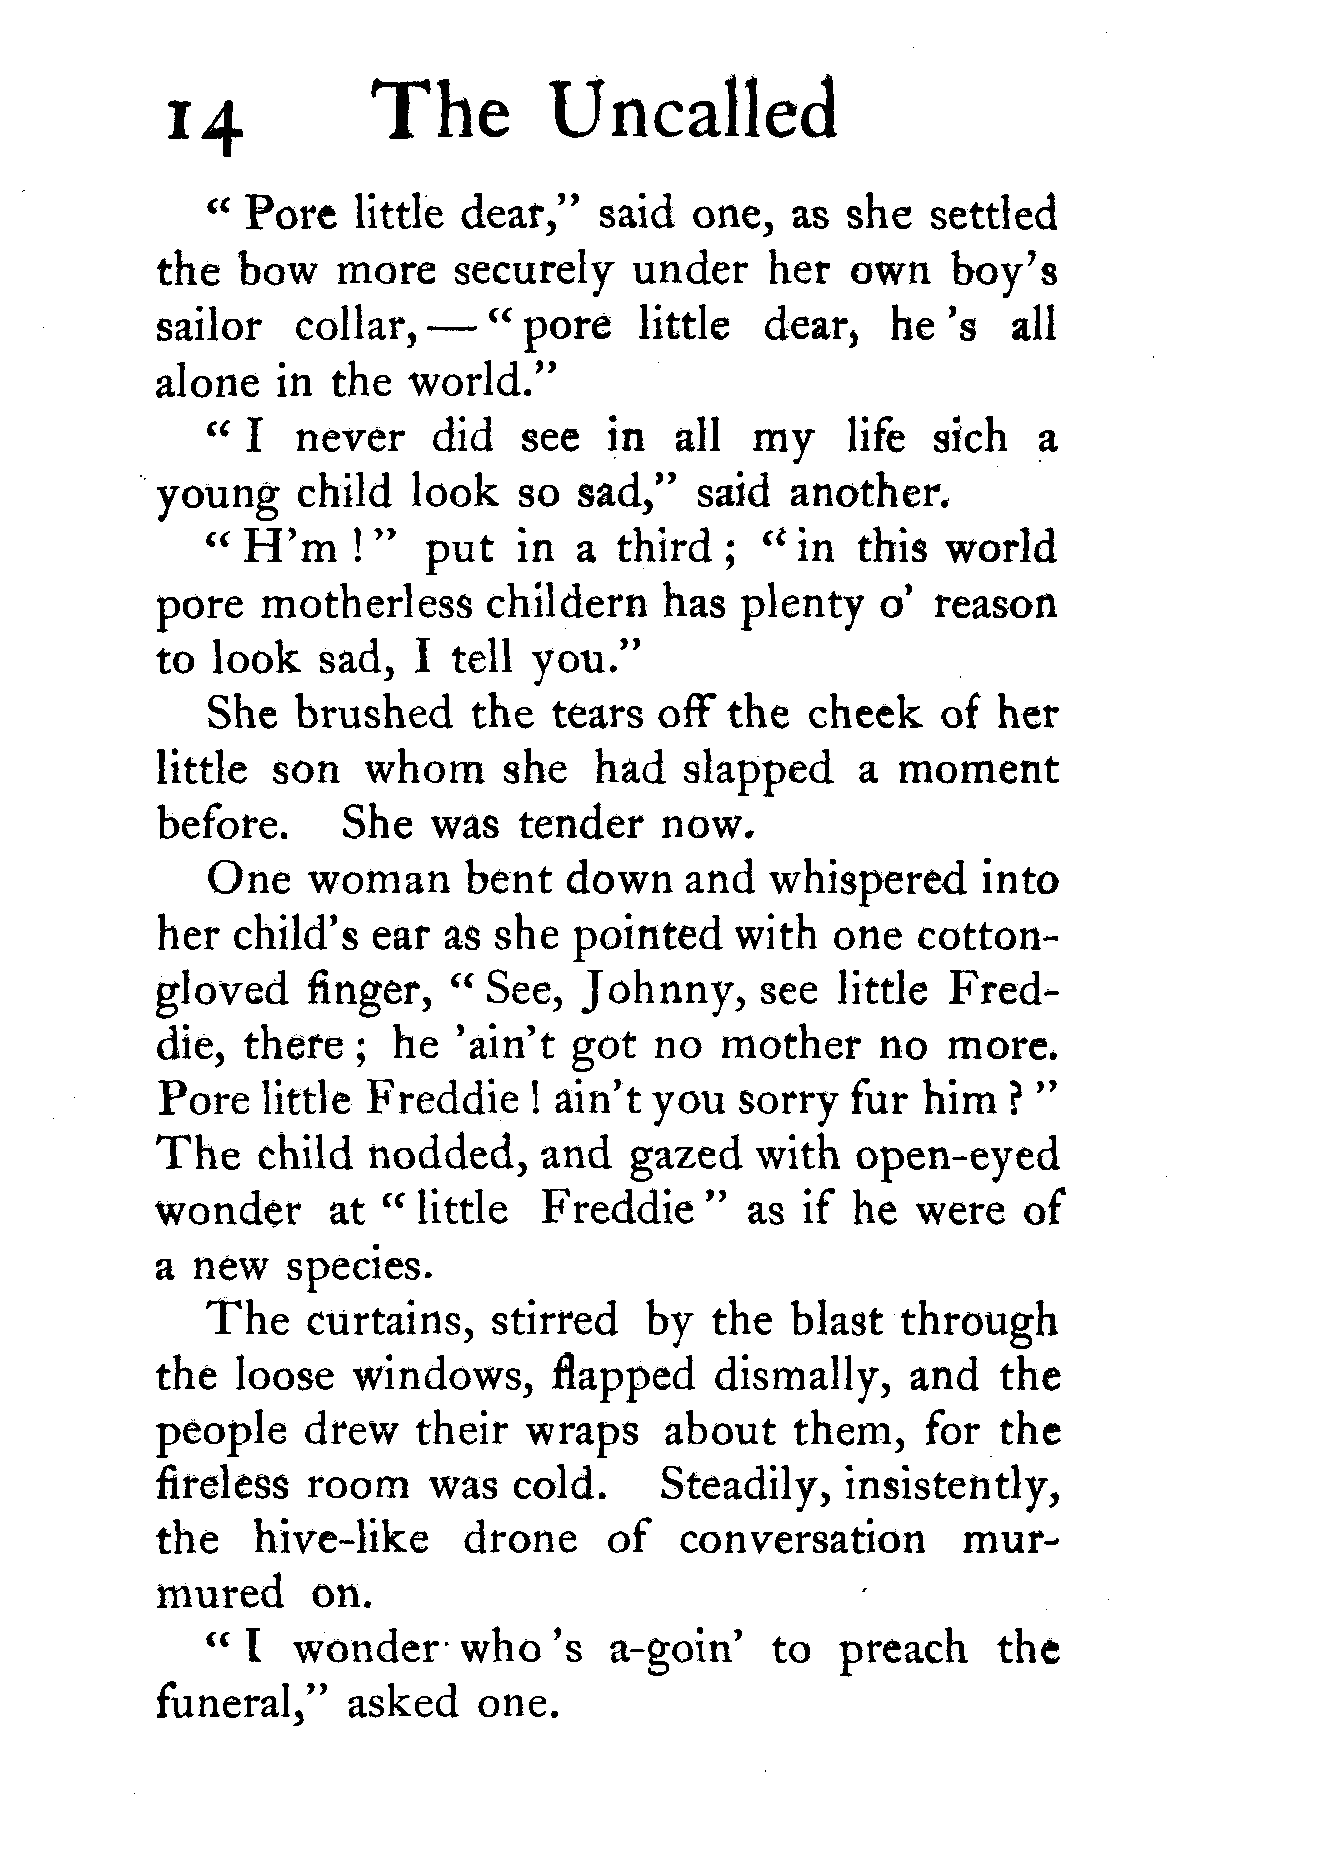 14 The Uncalled
“ Pore little dear,” said one, as she settled
the bow more securely under her own boy’s
sailor collar, — “ pore little dear, he ’s all
alone in the world.”
“ I never did see in all my life sich a
young child look so sad,” said another.
“ H’m ! ” put in a third ; “ in this world
pore motherless childern has plenty o’ reason
to look sad, I tell you.”
She brushed the tears off the cheek of her
little son whom she had slapped a moment
before. She was tender now.
One woman bent down and whispered into
her child’s ear as she pointed with one cotton-
gloved finger, “ See, Johnny, see little Fred-
die, there ; he ’ain’t got no mother no more.
Pore little Freddie ! ain’t you sorry fur him ? ”
The child nodded, and gazed with open-eyed
wonder at “ little Freddie ” as if he were of
a new species.
The curtains, stirred by the blast through
the loose windows, flapped dismally, and the
people drew their wraps about them, for the
fireless room was cold. Steadily, insistently,
the hive-like drone of conversation mur-
mured on.
“ I wonder who ’s a-goin’ to preach the
funeral,” asked one.